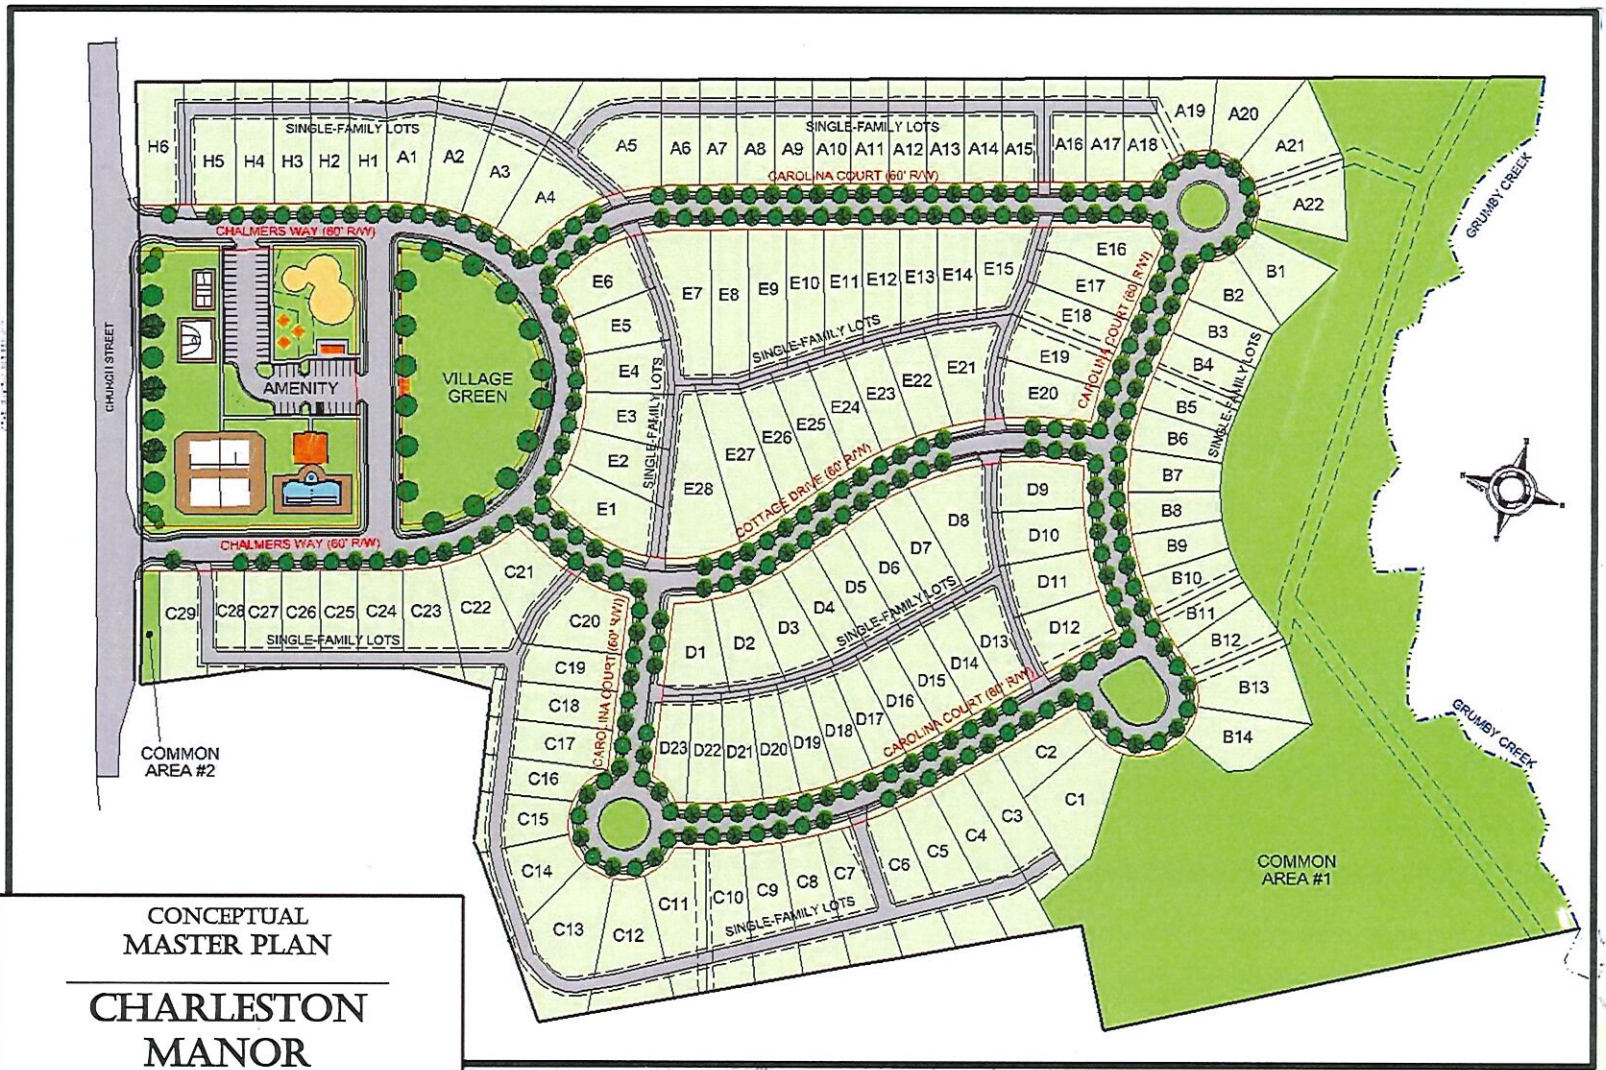 H6
H5
H4
H3
H2
H1
A1
A2
A3
A4
A5
A6
A7
A8
A9
A10
A11
A12
A13
A14
A15
A16
A17
A18
A19
A20
A21
A22
SINGLE-FAMILY LOTS
SINGLE-FAMILY LOTS
CAROLINA COURT (60' R/W)
CHALMERS WAY (60' R/W)
GRUMBY CREEK
CHURCH STREET
AMENITY
VILLAGE
GREEN
E6
E5
E4
E3
E2
E1
SINGLE-FAMILY LOTS
E7
E8
E9
E10
E11
E12
E13
E14
E15
E16
E17
E18
E19
E20
SINGLE-FAMILY LOTS
E21
E22
E23
E24
E25
E26
E27
E28
CAROLINA COURT (60' R/W)
COTTAGE DRIVE (60' R/W)
B1
B2
B3
B4
B5
B6
B7
B8
B9
B10
B11
B12
B13
B14
SINGLE-FAMILY LOTS
CHALMERS WAY (60' R/W)
C29
C28
C27
C26
C25
C24
C23
C22
C21
SINGLE-FAMILY LOTS
C20
C19
C18
C17
C16
C15
C14
C13
C12
C11
C10
C9
C8
C7
C6
C5
C4
C3
C2
C1
CAROLINA COURT (60' R/W)
SINGLE-FAMILY LOTS
D1
D2
D3
D4
D5
D6
D7
D8
D9
D10
D11
D12
SINGLE-FAMILY LOTS
D13
D14
D15
D16
D17
D18
D19
D20
D21
D22
D23
CAROLINA COURT (60' R/W)
GRUMBY CREEK
COMMON
AREA #2
COMMON
AREA #1
CONCEPTUAL
MASTER PLAN
CHARLESTON
MANOR